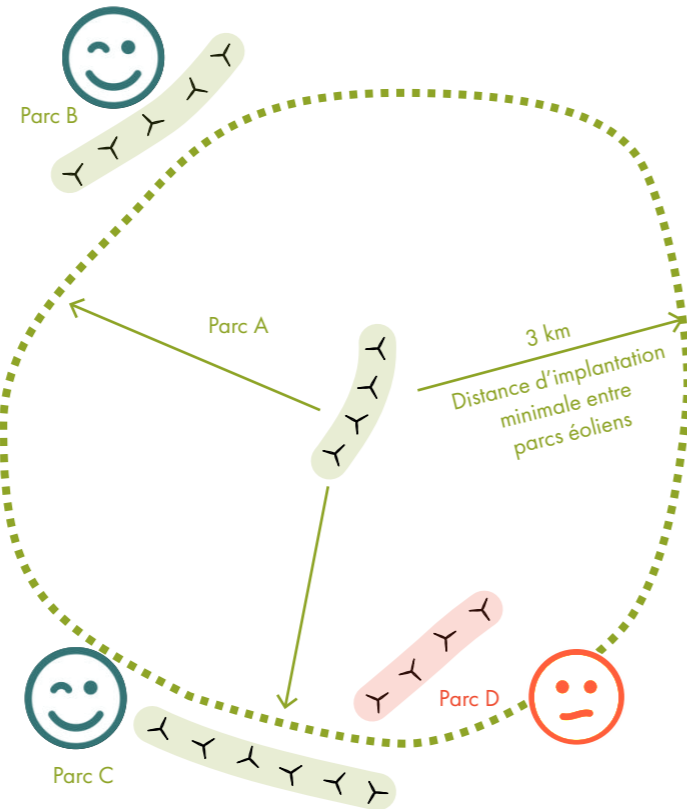 Parc B
Parc A
3 km
Distance d'implantation
minimale entre
parcs éoliens
Parc D
Parc C